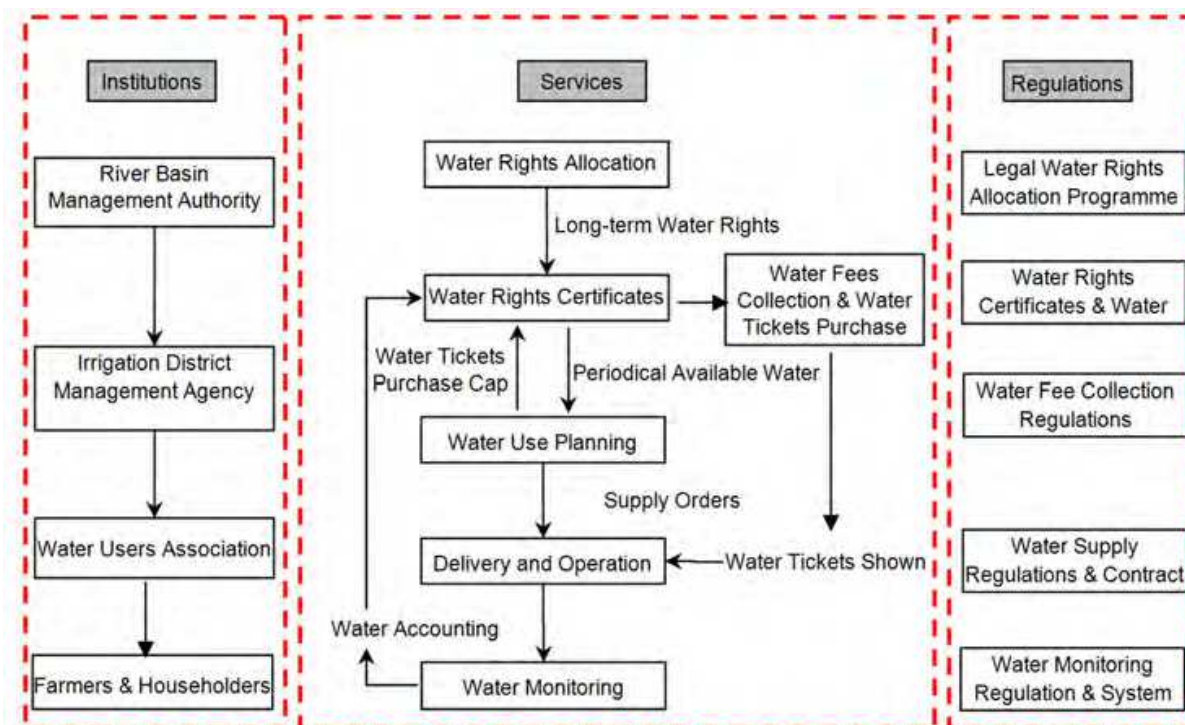 Institutions
River Basin
Management Authority
Irrigation District
Management Agency
Water Users Association
Farmers & Householders
Services
Water Rights Allocation
Long-term Water Rights
Water Rights Certificates
Water Fees
Collection & Water
Tickets Purchase
Water Tickets
Purchase Cap
Periodical Available Water
Water Use Planning
Supply Orders
Delivery and Operation
Water Tickets Shown
Water Accounting
Water Monitoring
Regulations
Legal Water Rights
Allocation Programme
Water Rights
Certificates & Water
Water Fee Collection
Regulations
Water Supply
Regulations & Contract
Water Monitoring
Regulation & System